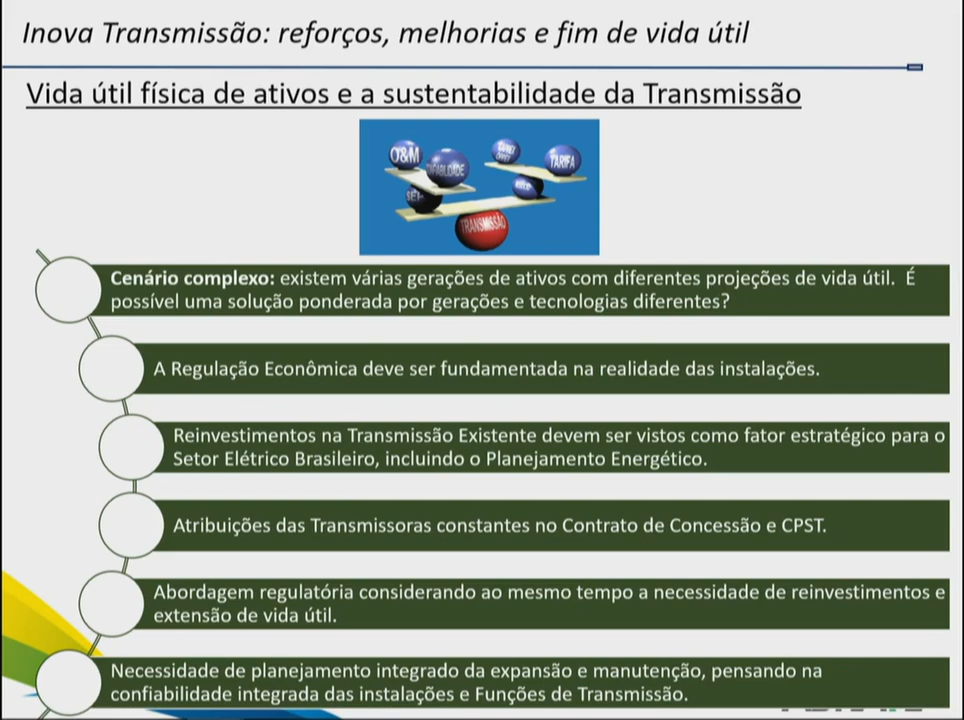 Inova Transmissão: reforços, melhorias e fim de vida útil
Vida útil física de ativos e a sustentabilidade da Transmissão
O&M
TARIFA
SEP
TRANSMISSÃO
Cenário complexo: existem várias gerações de ativos com diferentes projeções de vida útil. É
possível uma solução ponderada por gerações e tecnologias diferentes?
A Regulação Econômica deve ser fundamentada na realidade das instalações.
Reinvestimentos na Transmissão Existente devem ser vistos como fator estratégico para o
Setor Elétrico Brasileiro, incluindo o Planejamento Energético.
Atribuições das Transmissoras constantes no Contrato de Concessão e CPST.
Abordagem regulatória considerando ao mesmo tempo a necessidade de reinvestimentos e
extensão de vida útil.
Necessidade de planejamento integrado da expansão e manutenção, pensando na
confiabilidade integrada das instalações e Funções de Transmissão.